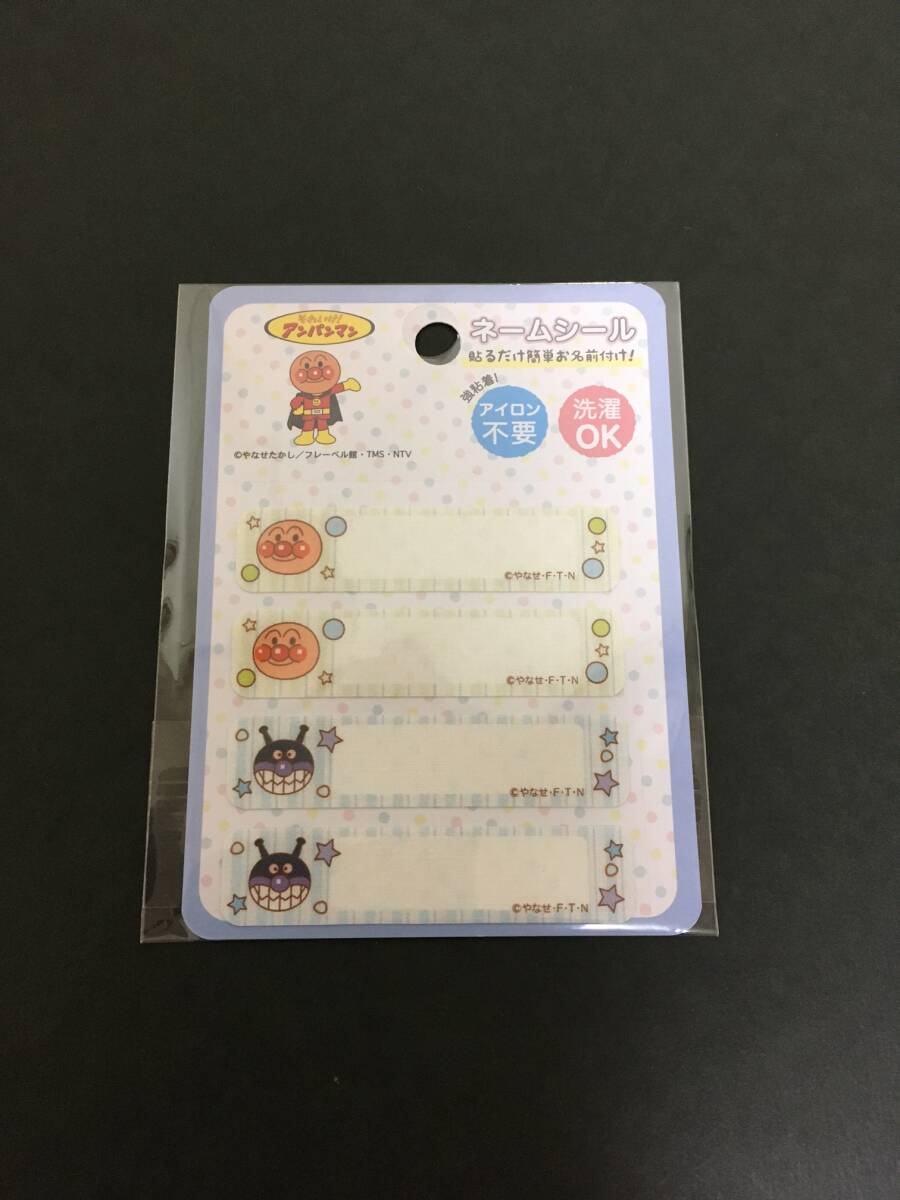 それいけ!
アンパンマン
©やなせたかし/フレーベル館・TMS・NTV
ネームシール
貼るだけ簡単お名前付け!
強粘着!
アイロン
不要
洗濯
OK
©やなせ・F・T・N
©やなせ・F・T・N
©やなせ・F・T・N
©やなせ・F・T・N